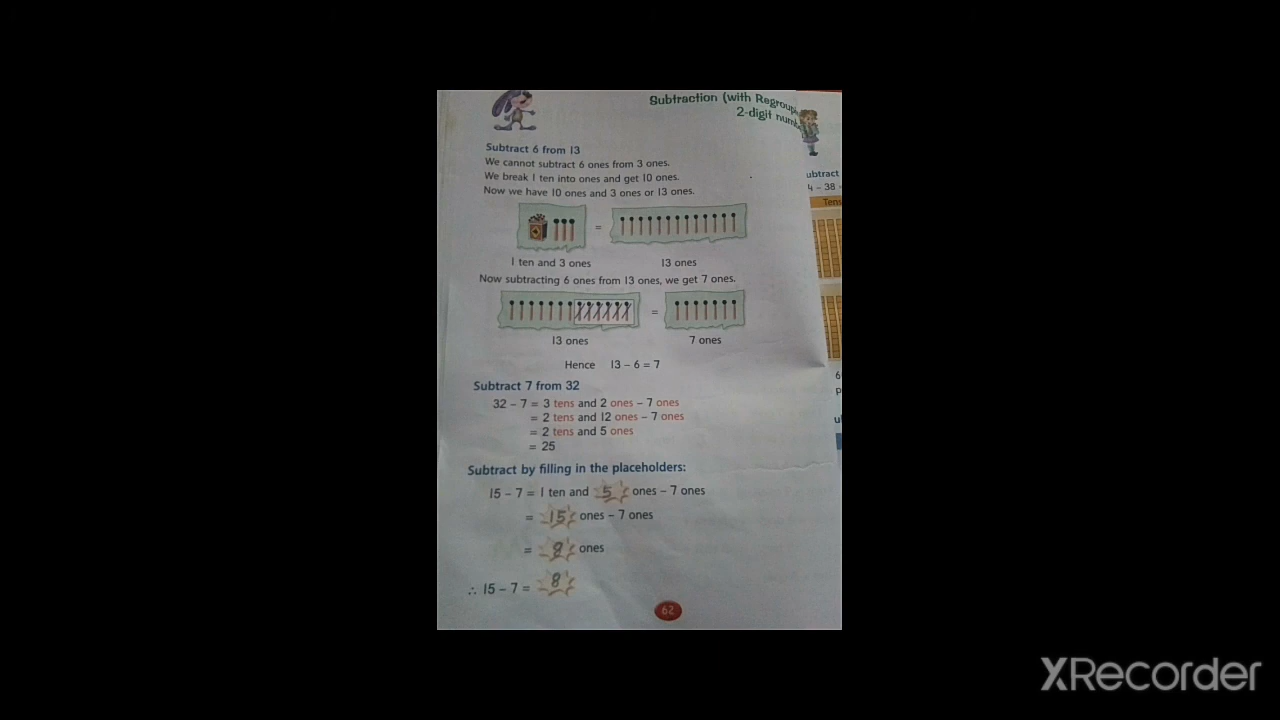 Subtraction (with Regroup
2-digit num
Subtract 6 from 13
We cannot subtract 6 ones from 3 ones.
We break 1 ten into ones and get 10 ones.
Now we have 10 ones and 3 ones or 13 ones.
=
1 ten and 3 ones 13 ones
Now subtracting 6 ones from 13 ones, we get 7 ones.
=
13 ones 7 ones
Hence 13 – 6 = 7
Subtract 7 from 32
32 – 7 = 3 tens and 2 ones – 7 ones
= 2 tens and 12 ones – 7 ones
= 2 tens and 5 ones
= 25
Subtract by filling in the placeholders:
15 – 7 = 1 ten and 5 ones – 7 ones
= 15 ones – 7 ones
= 8 ones
∴ 15 – 7 = 8
62
ubtract
4 – 38
Tens
6
p
ul
XRecorder